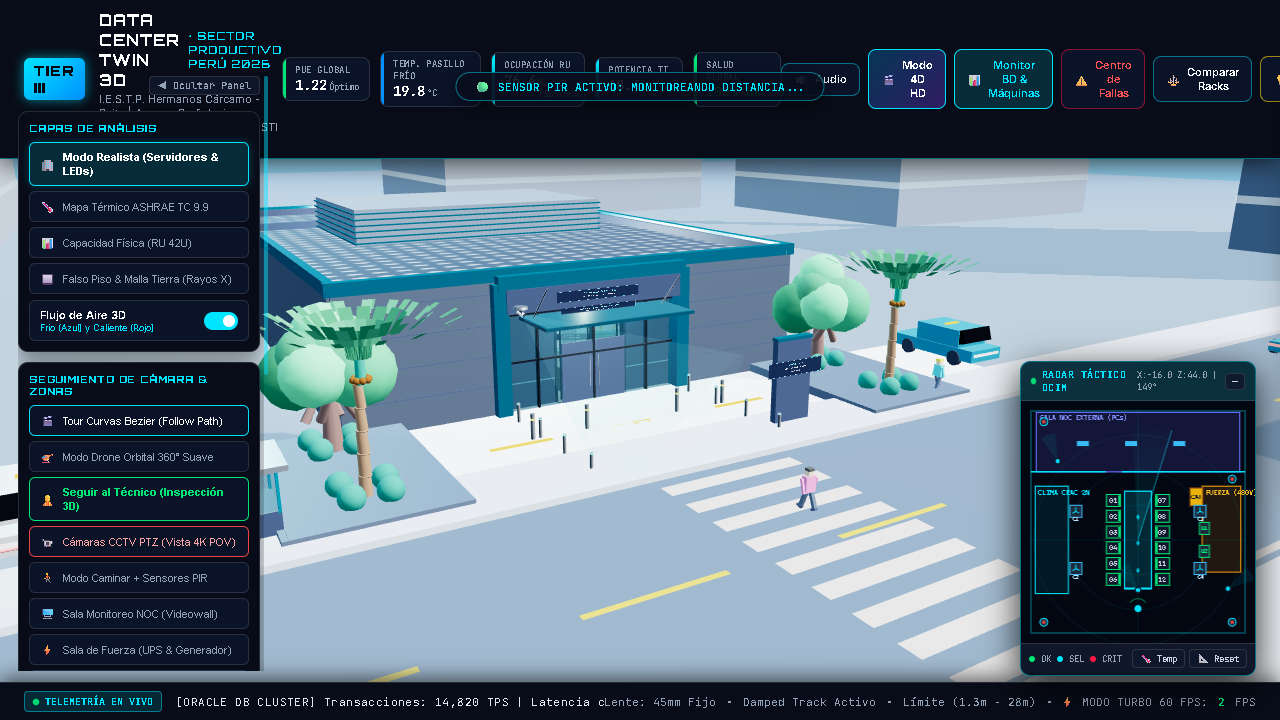 TIER
III
DATA
CENTER
TWIN
3D
· SECTOR
PRODUCTIVO
PERÚ 2026
◀ Ocultar Panel
I.E.S.T.P. Hermanos Cárcamo -
STI
PUE GLOBAL
1.22 Óptimo
TEMP. PASILLO
FRÍO
19.8 °C
OCUPACIÓN RU
POTENCIA TI
SALUD
SENSOR PIR ACTIVO: MONITOREANDO DISTANCIA...
Audio
Modo
4D
HD
Monitor
BD &
Máquinas
Centro
de
Fallas
Comparar
Racks
CAPAS DE ANÁLISIS
Modo Realista (Servidores &
LEDs)
Mapa Térmico ASHRAE TC 9.9
Capacidad Física (RU 42U)
Falso Piso & Malla Tierra (Rayos X)
Flujo de Aire 3D
Frío (Azul) y Caliente (Rojo)
SEGUIMIENTO DE CÁMARA &
ZONAS
Tour Curvas Bezier (Follow Path)
Modo Drone Orbital 360° Suave
Seguir al Técnico (Inspección
3D)
Cámaras CCTV PTZ (Vista 4K POV)
Modo Caminar + Sensores PIR
Sala Monitoreo NOC (Videowall)
Sala de Fuerza (UPS & Generador)
RADAR TÁCTICO
DCIM
X:-16.0 Z:44.0 |
149°
—
SALA NOC EXTERNA (PCs)
CLIMA CRAC 2N
FUERZA (480V)
01
02
03
04
05
06
07
08
09
10
11
12
OK
SEL
CRIT
Temp
Reset
TELEMETRÍA EN VIVO
[ORACLE DB CLUSTER] Transacciones: 14,820 TPS | Latencia c
Lente: 45mm Fijo • Damped Track Activo • Límite (1.3m - 28m) •
MODO TURBO 60 FPS: 2 FPS